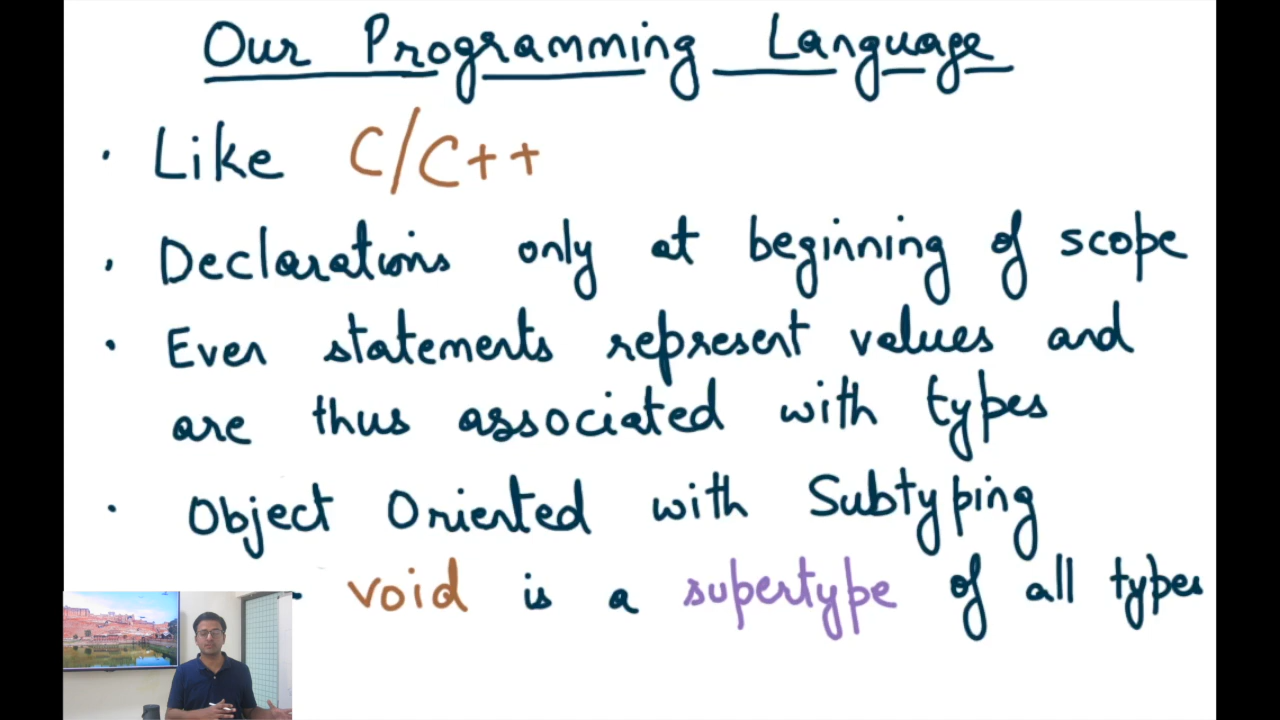 Our Programming Language
· Like C/C++
· Declarations only at beginning of scope
· Even statements represent values and
are thus associated with types
· Object Oriented with Subtyping
- void is a supertype of all types